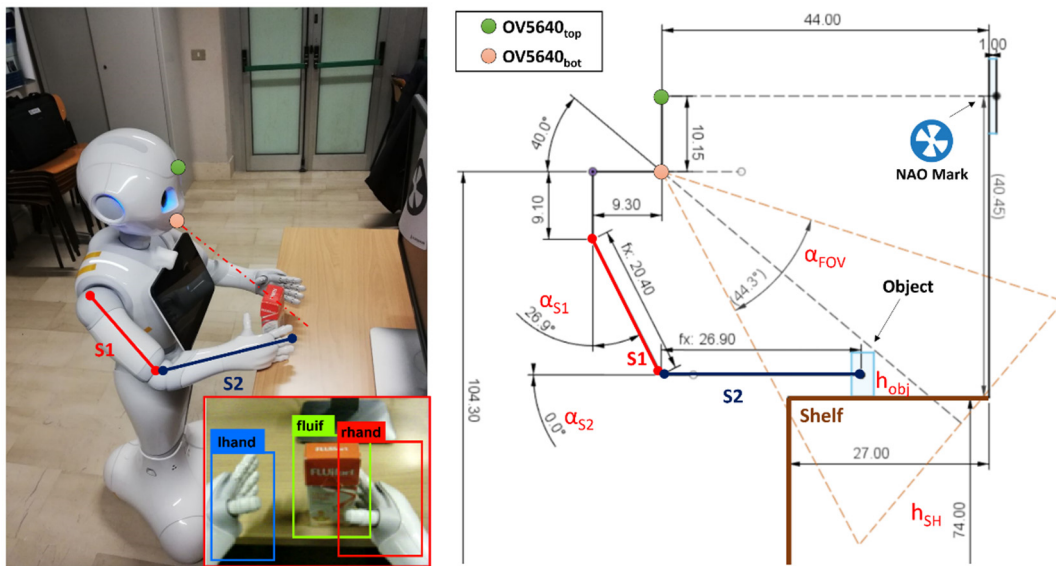 S1
S2
lhand
fluif
rhand
FLUIfort
OV5640top
OV5640bot
44.00
1.00
40.0°
10.15
NAO Mark
(40.45)
9.10
9.30
αFOV
(44.3°)
fx: 20.40
Object
αS1
26.9°
fx: 26.90
S1
S2
hobj
αS2
0.0°
Shelf
104.30
27.00
hSH
74.00